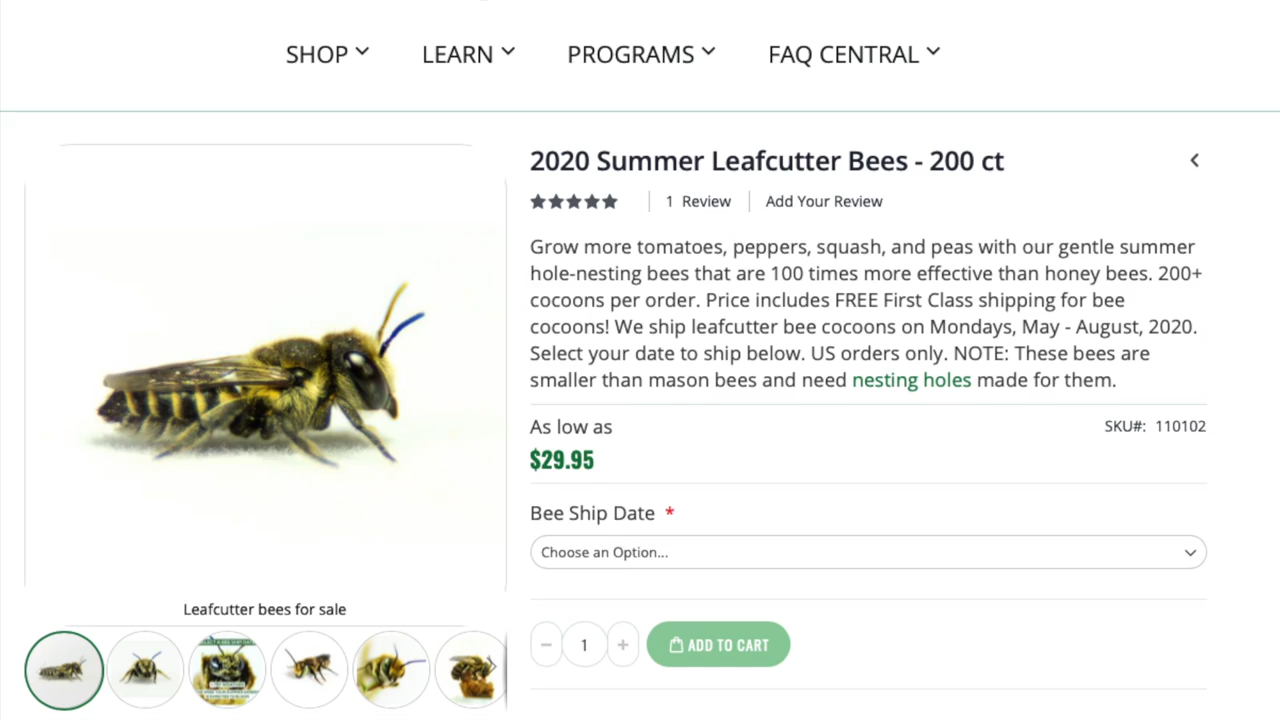 SHOP LEARN PROGRAMS FAQ CENTRAL
2020 Summer Leafcutter Bees - 200 ct
1 Review Add Your Review
Grow more tomatoes, peppers, squash, and peas with our gentle summer
hole-nesting bees that are 100 times more effective than honey bees. 200+
cocoons per order. Price includes FREE First Class shipping for bee
cocoons! We ship leafcutter bee cocoons on Mondays, May - August, 2020.
Select your date to ship below. US orders only. NOTE: These bees are
smaller than mason bees and need nesting holes made for them.
As low as SKU#: 110102
$29.95
Bee Ship Date *
Choose an Option...
Leafcutter bees for sale
- 1 + ADD TO CART